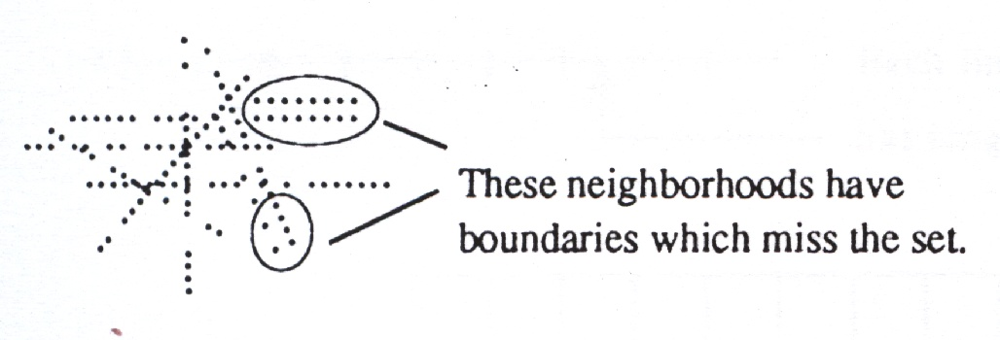 These neighborhoods have
boundaries which miss the set.